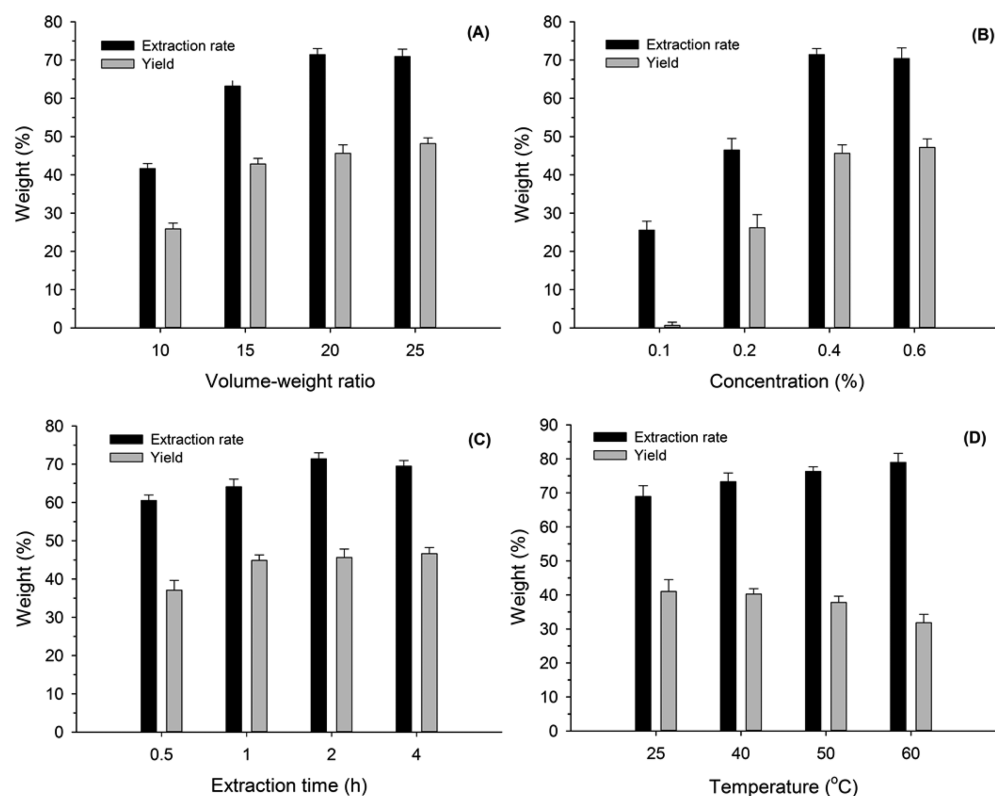 (A)
Extraction rate
Yield
Weight (%)
80
70
60
50
40
30
20
10
0
10 15 20 25
Volume-weight ratio
(B)
Extraction rate
Yield
Weight (%)
80
70
60
50
40
30
20
10
0
0.1 0.2 0.4 0.6
Concentration (%)
(C)
Extraction rate
Yield
Weight (%)
80
70
60
50
40
30
20
10
0
0.5 1 2 4
Extraction time (h)
(D)
Extraction rate
Yield
Weight (%)
90
80
70
60
50
40
30
20
10
0
25 40 50 60
Temperature (°C)